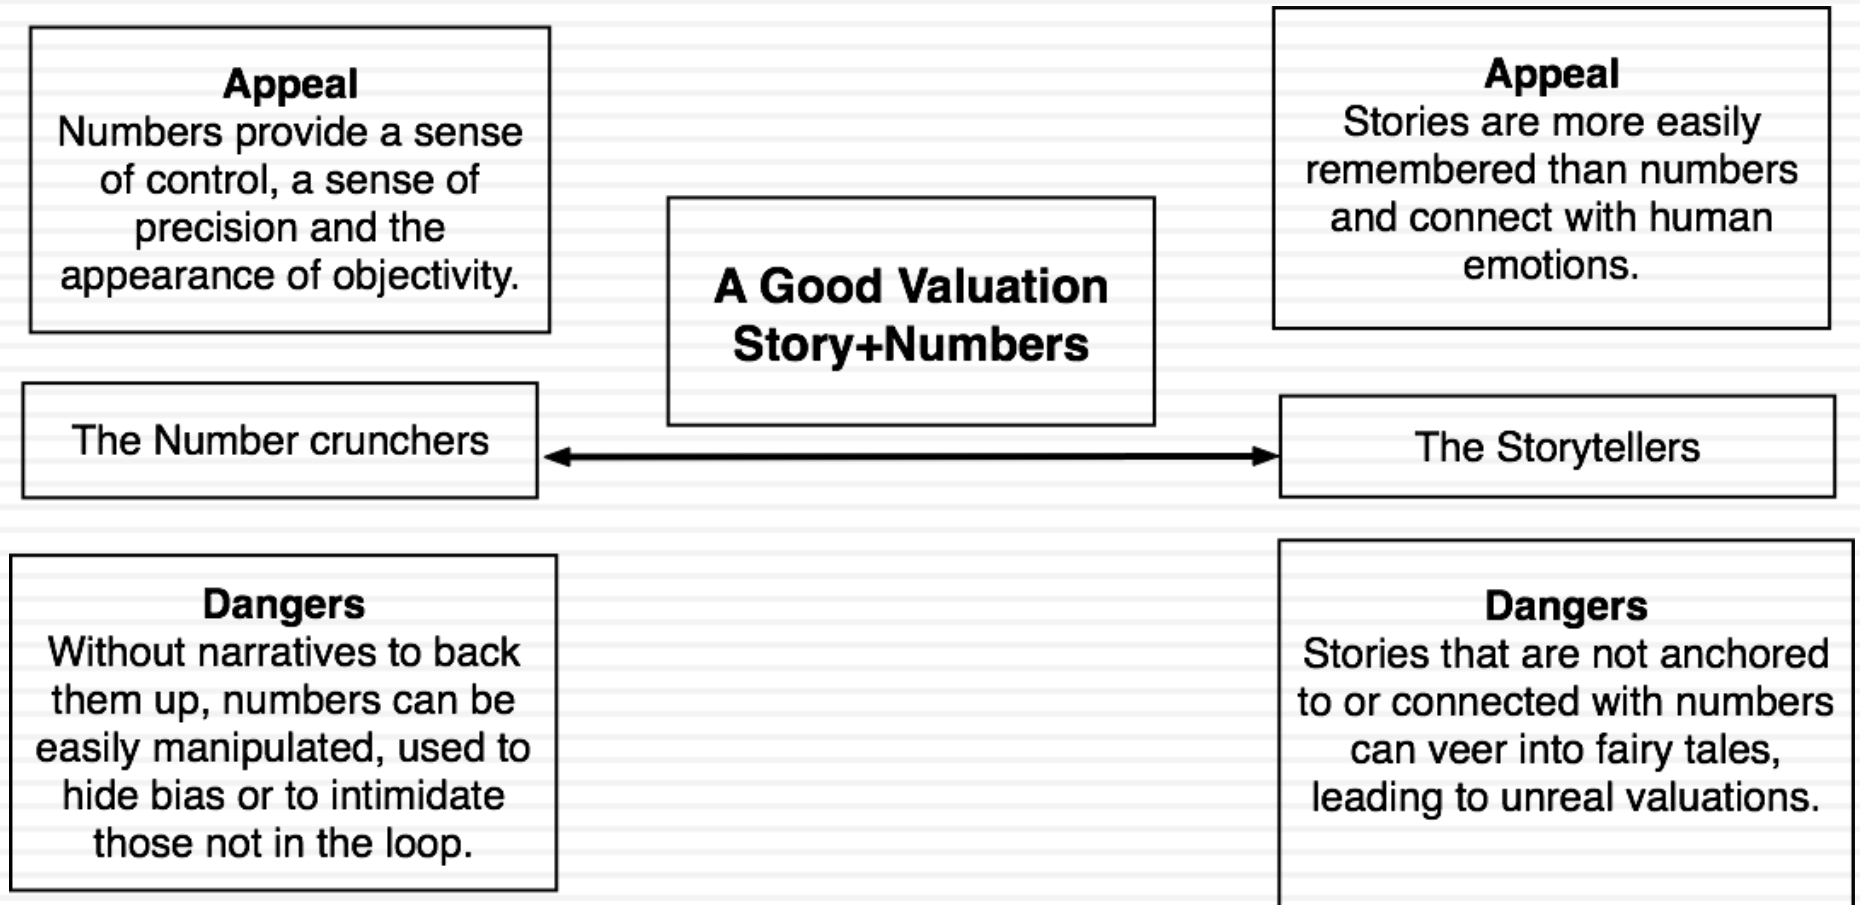 Appeal
Numbers provide a sense
of control, a sense of
precision and the
appearance of objectivity.
The Number crunchers
Dangers
Without narratives to back
them up, numbers can be
easily manipulated, used to
hide bias or to intimidate
those not in the loop.
A Good Valuation
Story+Numbers
Appeal
Stories are more easily
remembered than numbers
and connect with human
emotions.
The Storytellers
Dangers
Stories that are not anchored
to or connected with numbers
can veer into fairy tales,
leading to unreal valuations.